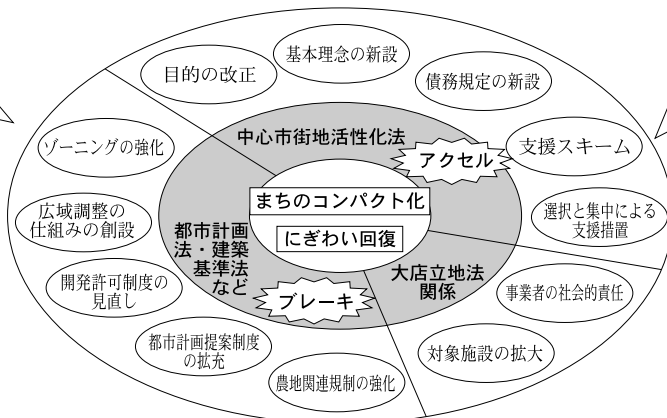 基本理念の新設
目的の改正
債務規定の新設
中心市街地活性化法
ゾーニングの強化
アクセル
支援スキーム
まちのコンパクト化
広域調整の
仕組みの創設
選択と集中による
支援措置
都市計画
法・建築
基準法
など
にぎわい回復
開発許可制度の
見直し
大店立地法
関係
事業者の社会的責任
ブレーキ
都市計画提案制度
の拡充
対象施設の拡大
農地関連規制の強化